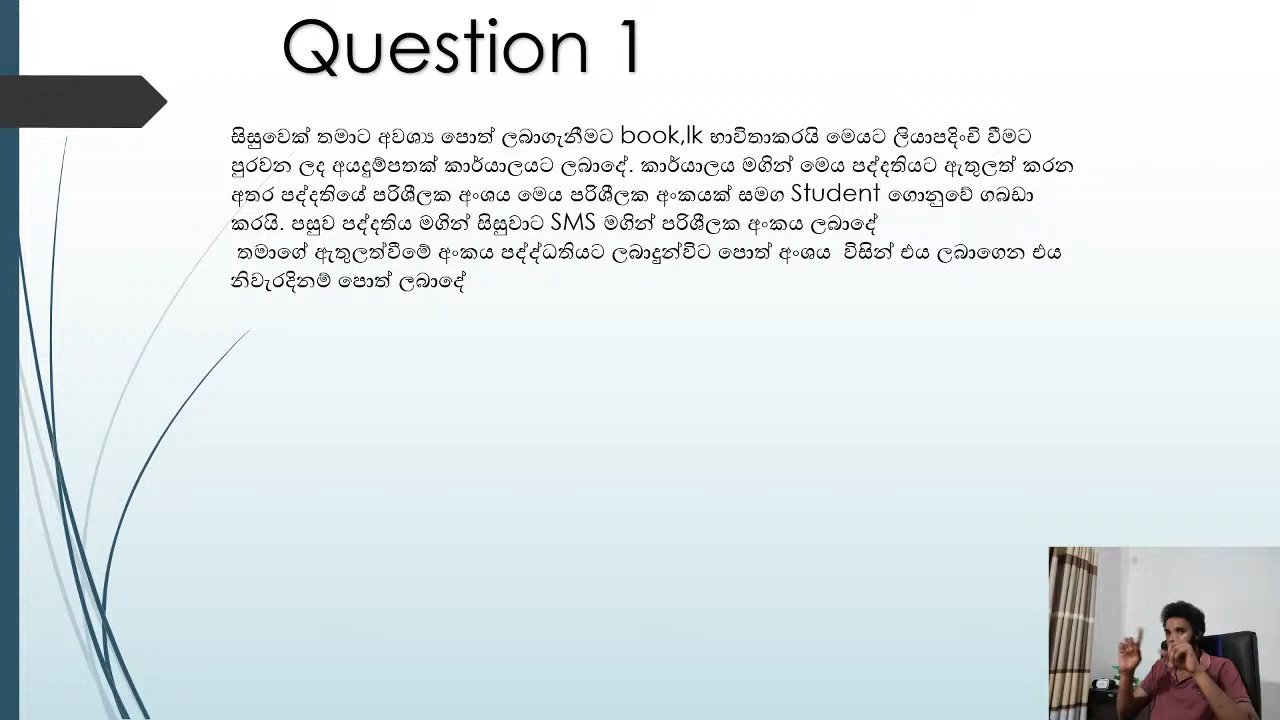 Question 1
සිසුවෙක් තමාට අවශ්‍ය පොත් ලබාගැනීමට book,lk භාවිතාකරයි මෙයට ලියාපදිංචි වීමට
පුරවන ලද අයදුම්පතක් කාර්යාලයට ලබාදේ. කාර්යාලය මගින් මෙය පද්දතියට ඇතුලත් කරන
අතර පද්දතියේ පරිශීලක අංශය මෙය පරිශීලක අංකයක් සමග Student ගොනුවේ ගබඩා
කරයි. පසුව පද්දතිය මගින් සිසුවාට SMS මගින් පරිශීලක අංකය ලබාදේ
තමාගේ ඇතුලත්වීමේ අංකය පද්ද්ධතියට ලබාදුන්විට පොත් අංශය විසින් එය ලබාගෙන එය
නිවැරදිනම් පොත් ලබාදේ